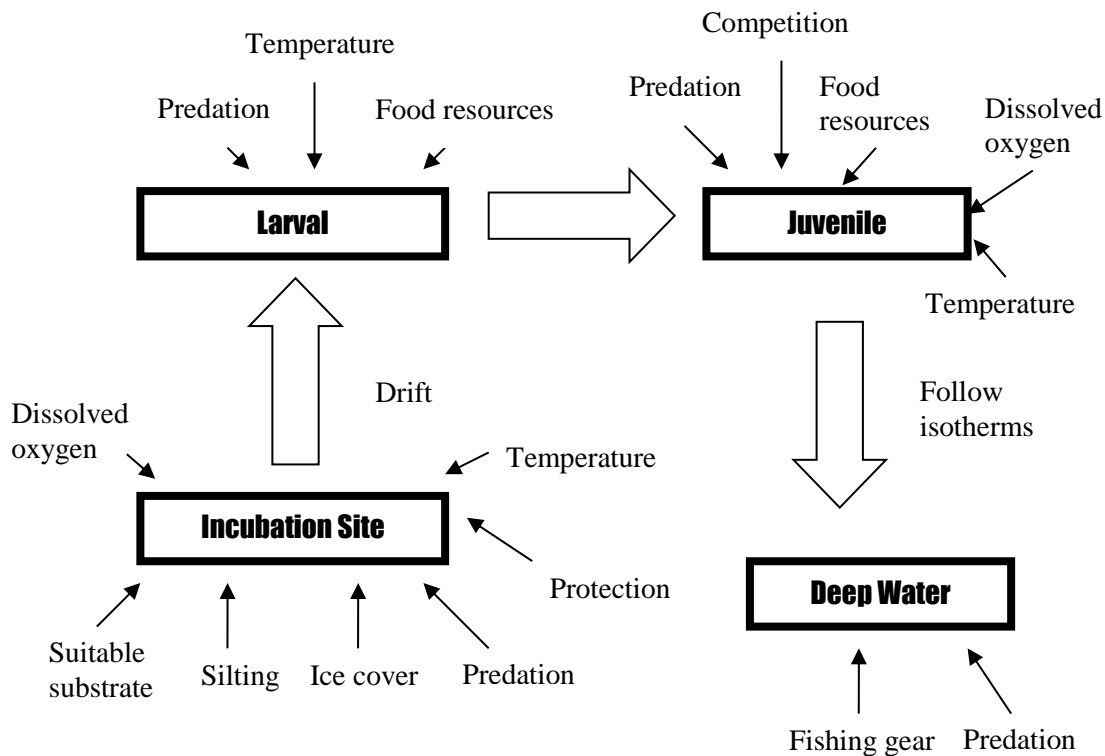 Temperature
Predation
Food resources
Larval
Competition
Predation
Food
resources
Dissolved
oxygen
Juvenile
Temperature
Drift
Follow
isotherms
Dissolved
oxygen
Temperature
Incubation Site
Protection
Suitable
substrate
Silting
Ice cover
Predation
Deep Water
Fishing gear
Predation